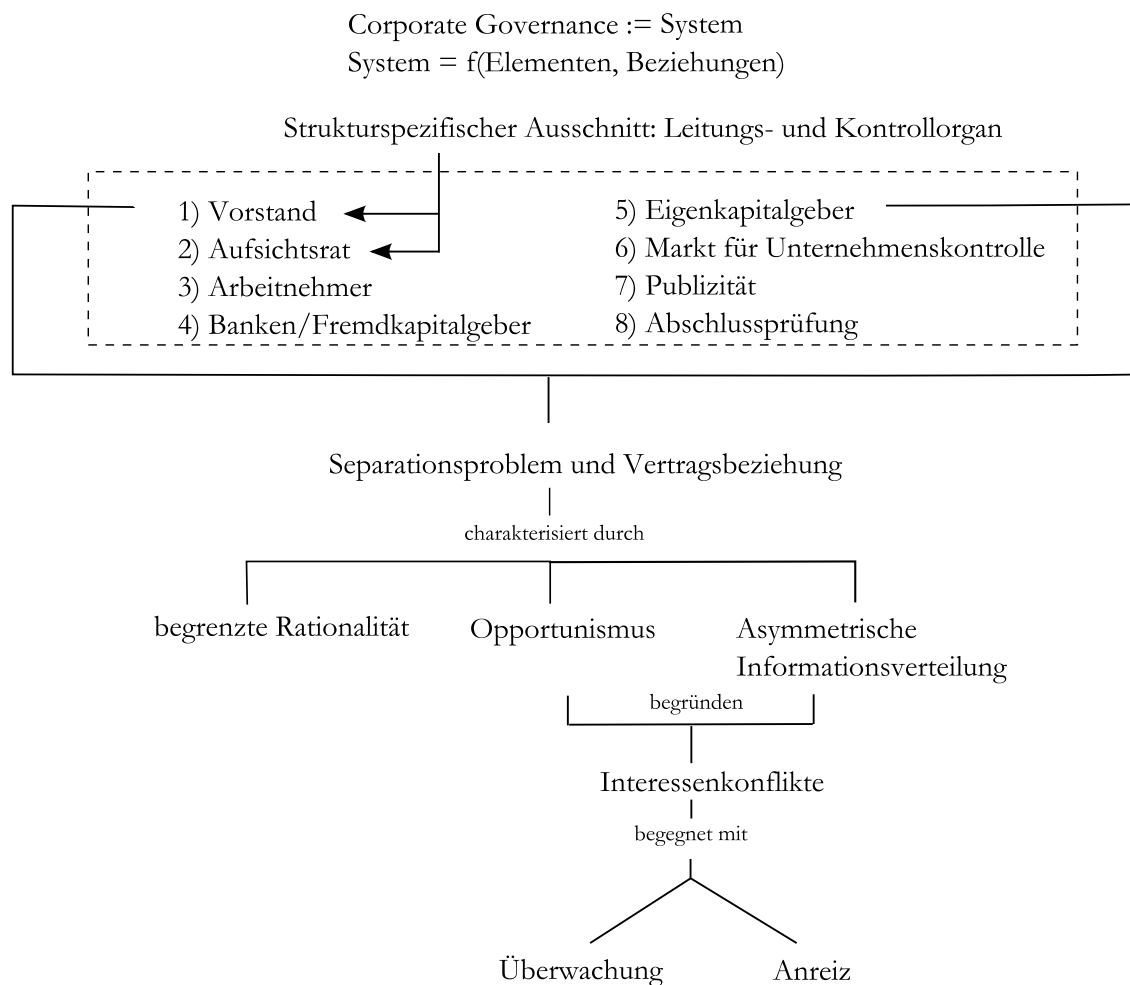 Corporate Governance := System
System = f(Elementen, Beziehungen)
Strukturspezifischer Ausschnitt: Leitungs- und Kontrollorgan
1) Vorstand
2) Aufsichtsrat
3) Arbeitnehmer
4) Banken/Fremdkapitalgeber
5) Eigenkapitalgeber
6) Markt für Unternehmenskontrolle
7) Publizität
8) Abschlussprüfung
Separationsproblem und Vertragsbeziehung
charakterisiert durch
begrenzte Rationalität
Opportunismus
Asymmetrische
Informationsverteilung
begründen
Interessenkonflikte
begegnet mit
Überwachung
Anreiz